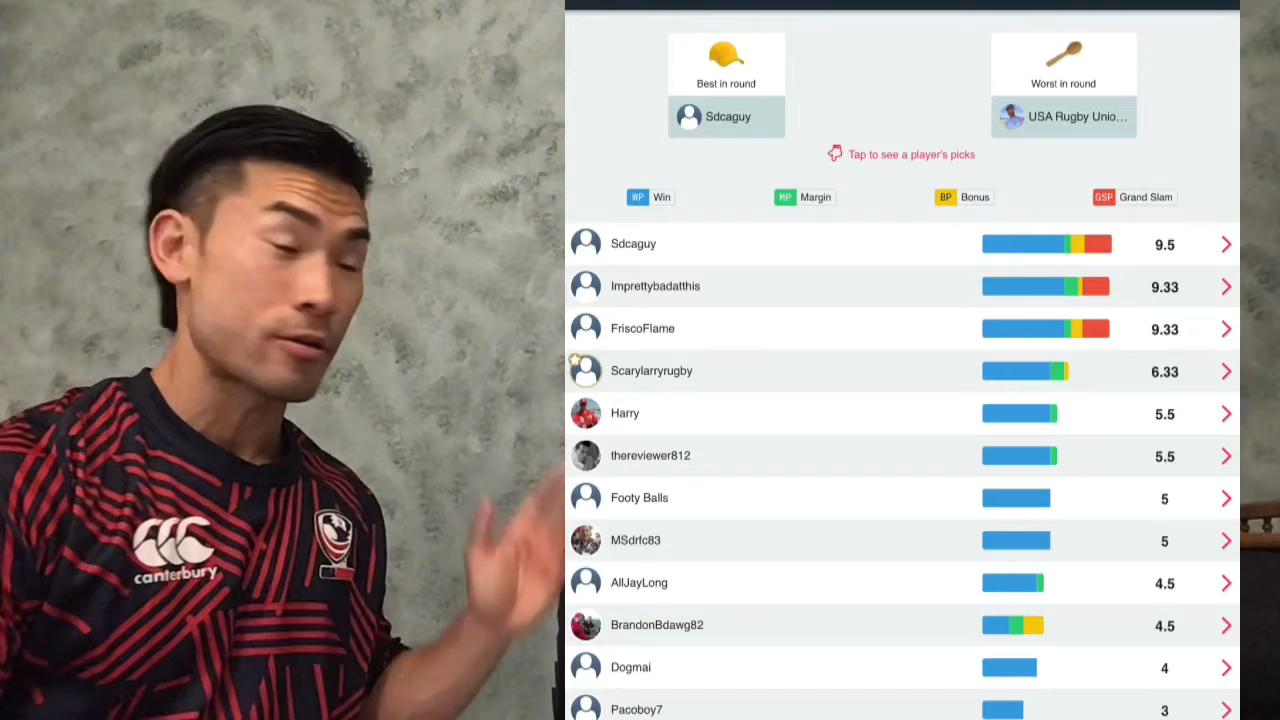 Best in round
Worst in round
Sdcaguy
USA Rugby Unio...
Tap to see a player's picks
WP Win
MP Margin
BP Bonus
GSP Grand Slam
Sdcaguy 9.5
Imprettybadatthis 9.33
FriscoFlame 9.33
Scarylarryrugby 6.33
Harry 5.5
thereviewer812 5.5
Footy Balls 5
MSdrfc83 5
AllJayLong 4.5
BrandonBdawg82 4.5
Dogmai 4
Pacoboy7 3
canterbury